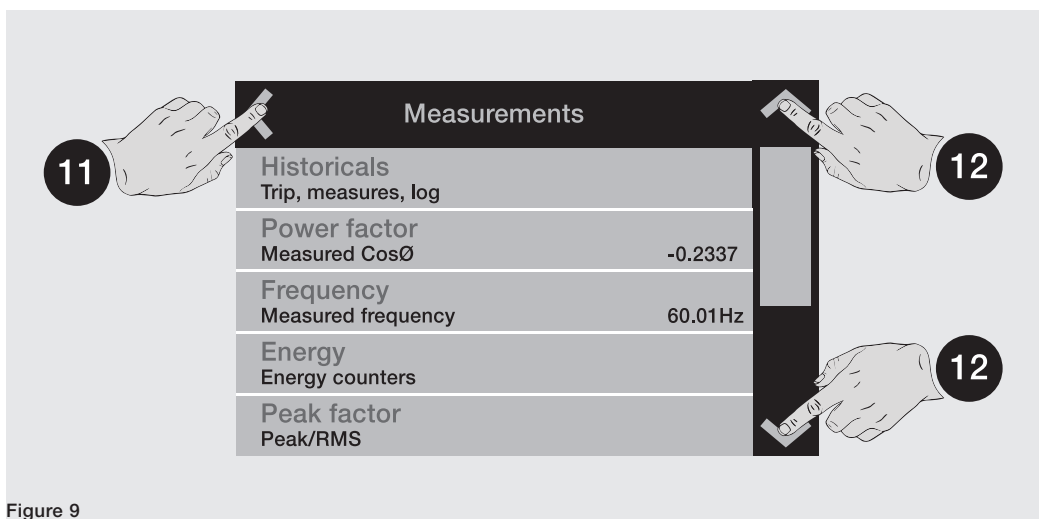 Measurements
11
12
Historicals
Trip, measures, log
Power factor
Measured CosØ -0.2337
Frequency
Measured frequency 60.01Hz
Energy
Energy counters
12
Peak factor
Peak/RMS
Figure 9